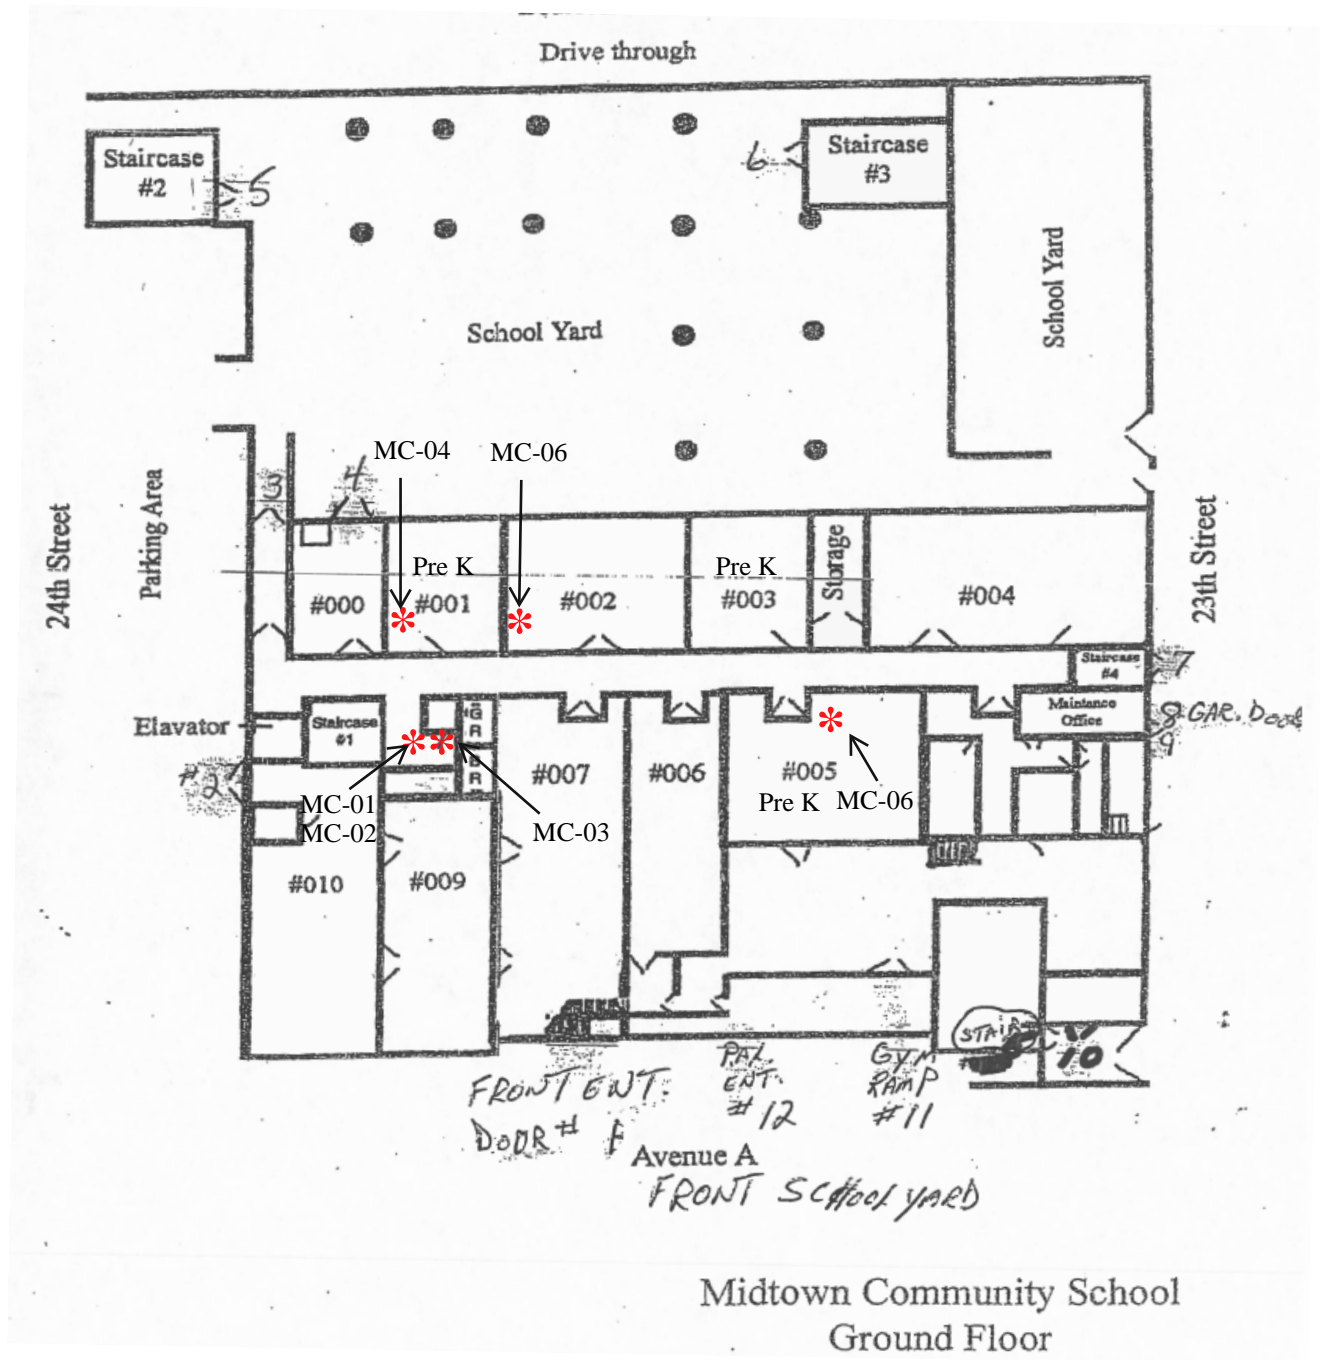 Drive through
Staircase
#2
5
6
Staircase
#3
School Yard
School Yard
MC-04
MC-06
3
4
24th Street
Parking Area
Pre K
#000
#001
#002
Pre K
#003
Storage
#004
23th Street
Staircase
#4
7
Elavator
Staircase
#1
G
R
R
Maintance
Office
8 GAR. Door
9
#2
MC-01
MC-02
MC-03
#007
#006
#005
Pre K
MC-06
#010
#009
STAIR
10
FRONT ENT.
DOOR # 1
PAL.
ENT.
#12
GYM
RAMP
#11
Avenue A
FRONT SCHOOL YARD
Midtown Community School
Ground Floor